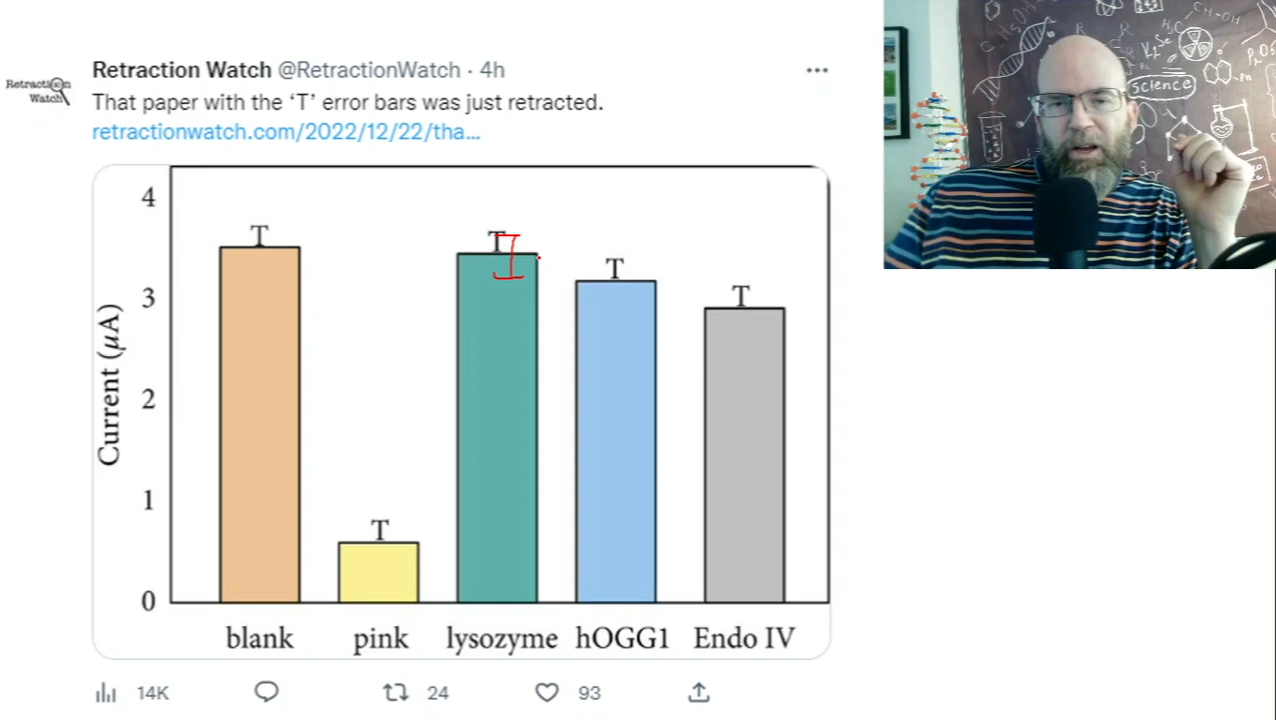 Retraction Watch @RetractionWatch · 4h
Retraction
Watch
That paper with the ‘T’ error bars was just retracted.
retractionwatch.com/2022/12/22/tha...
4
3
2
1
0
Current (μA)
T
T
T
T
T
blank pink lysozyme hOGG1 Endo IV
14K 24 93
Science